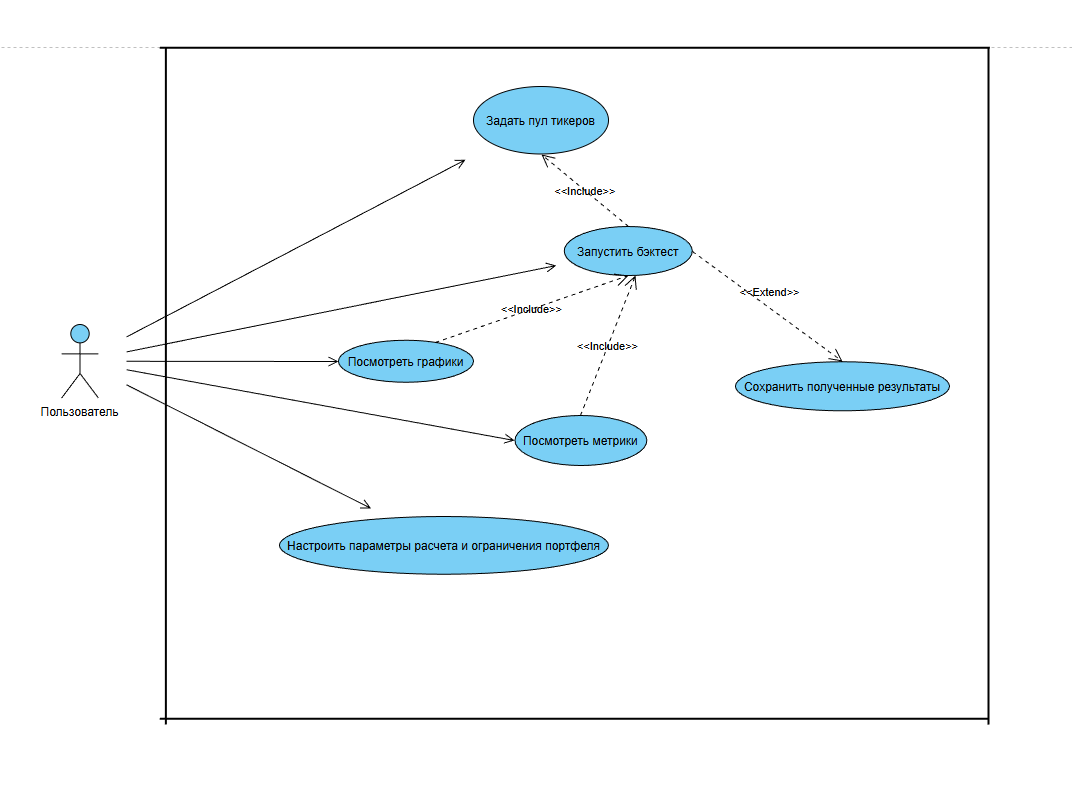 Задать пул тикеров
<<Include>>
Запустить бэктест
<<Extend>>
<<Include>>
<<Include>>
Посмотреть графики
Сохранить полученные результаты
Пользователь
Посмотреть метрики
Настроить параметры расчета и ограничения портфеля